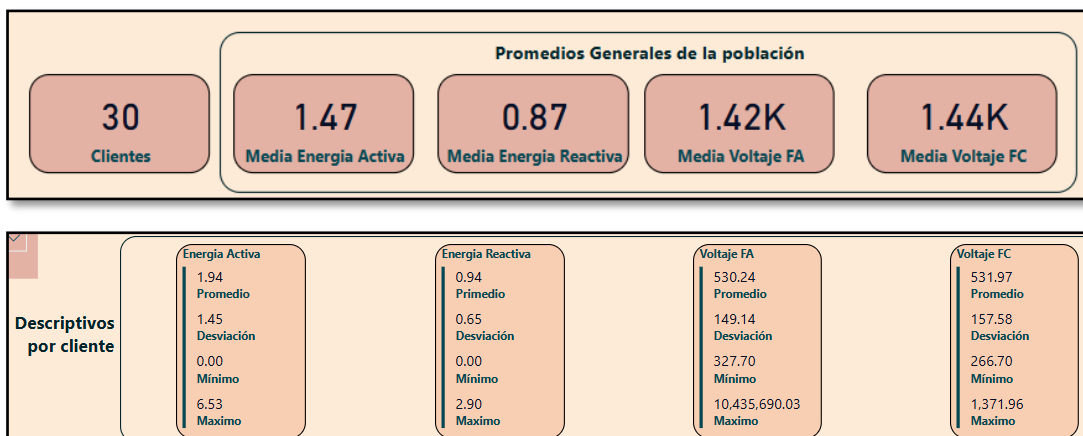 Promedios Generales de la población
30
Clientes
1.47
Media Energia Activa
0.87
Media Energia Reactiva
1.42K
Media Voltaje FA
1.44K
Media Voltaje FC
Descriptivos
por cliente
Energia Activa
1.94
Promedio
1.45
Desviación
0.00
Mínimo
6.53
Maximo
Energia Reactiva
0.94
Primedio
0.65
Desviación
0.00
Mínimo
2.90
Maximo
Voltaje FA
530.24
Promedio
149.14
Desviación
327.70
Mínimo
10,435,690.03
Maximo
Voltaje FC
531.97
Promedio
157.58
Desviación
266.70
Mínimo
1,371.96
Maximo